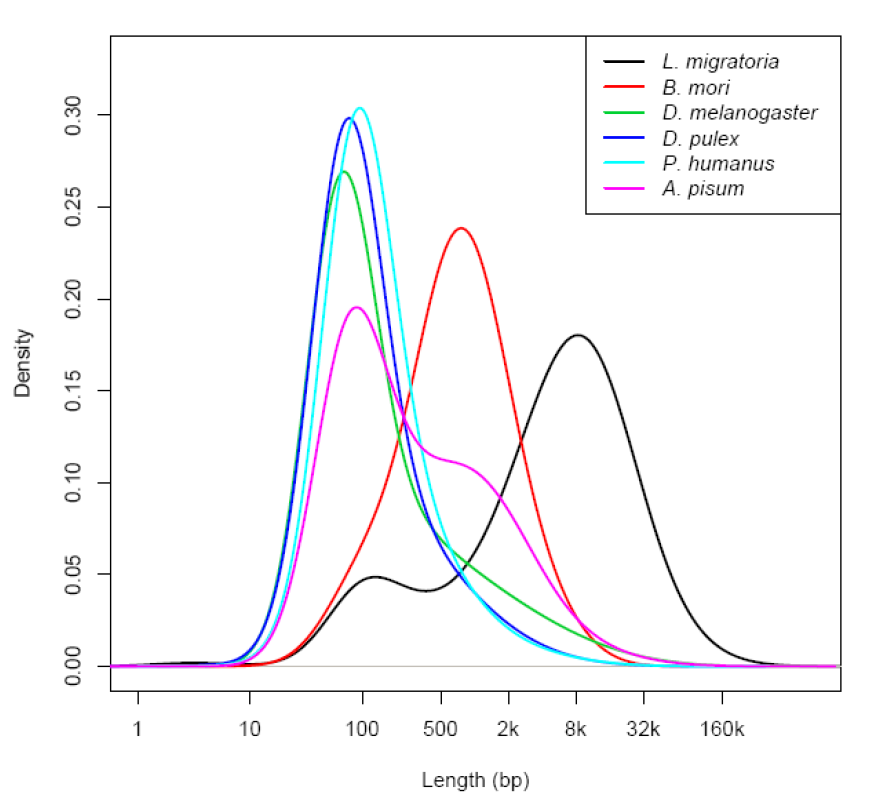 L. migratoria
B. mori
D. melanogaster
D. pulex
P. humanus
A. pisum
0.30
0.25
0.20
0.15
0.10
0.05
0.00
Density
1 10 100 500 2k 8k 32k 160k
Length (bp)